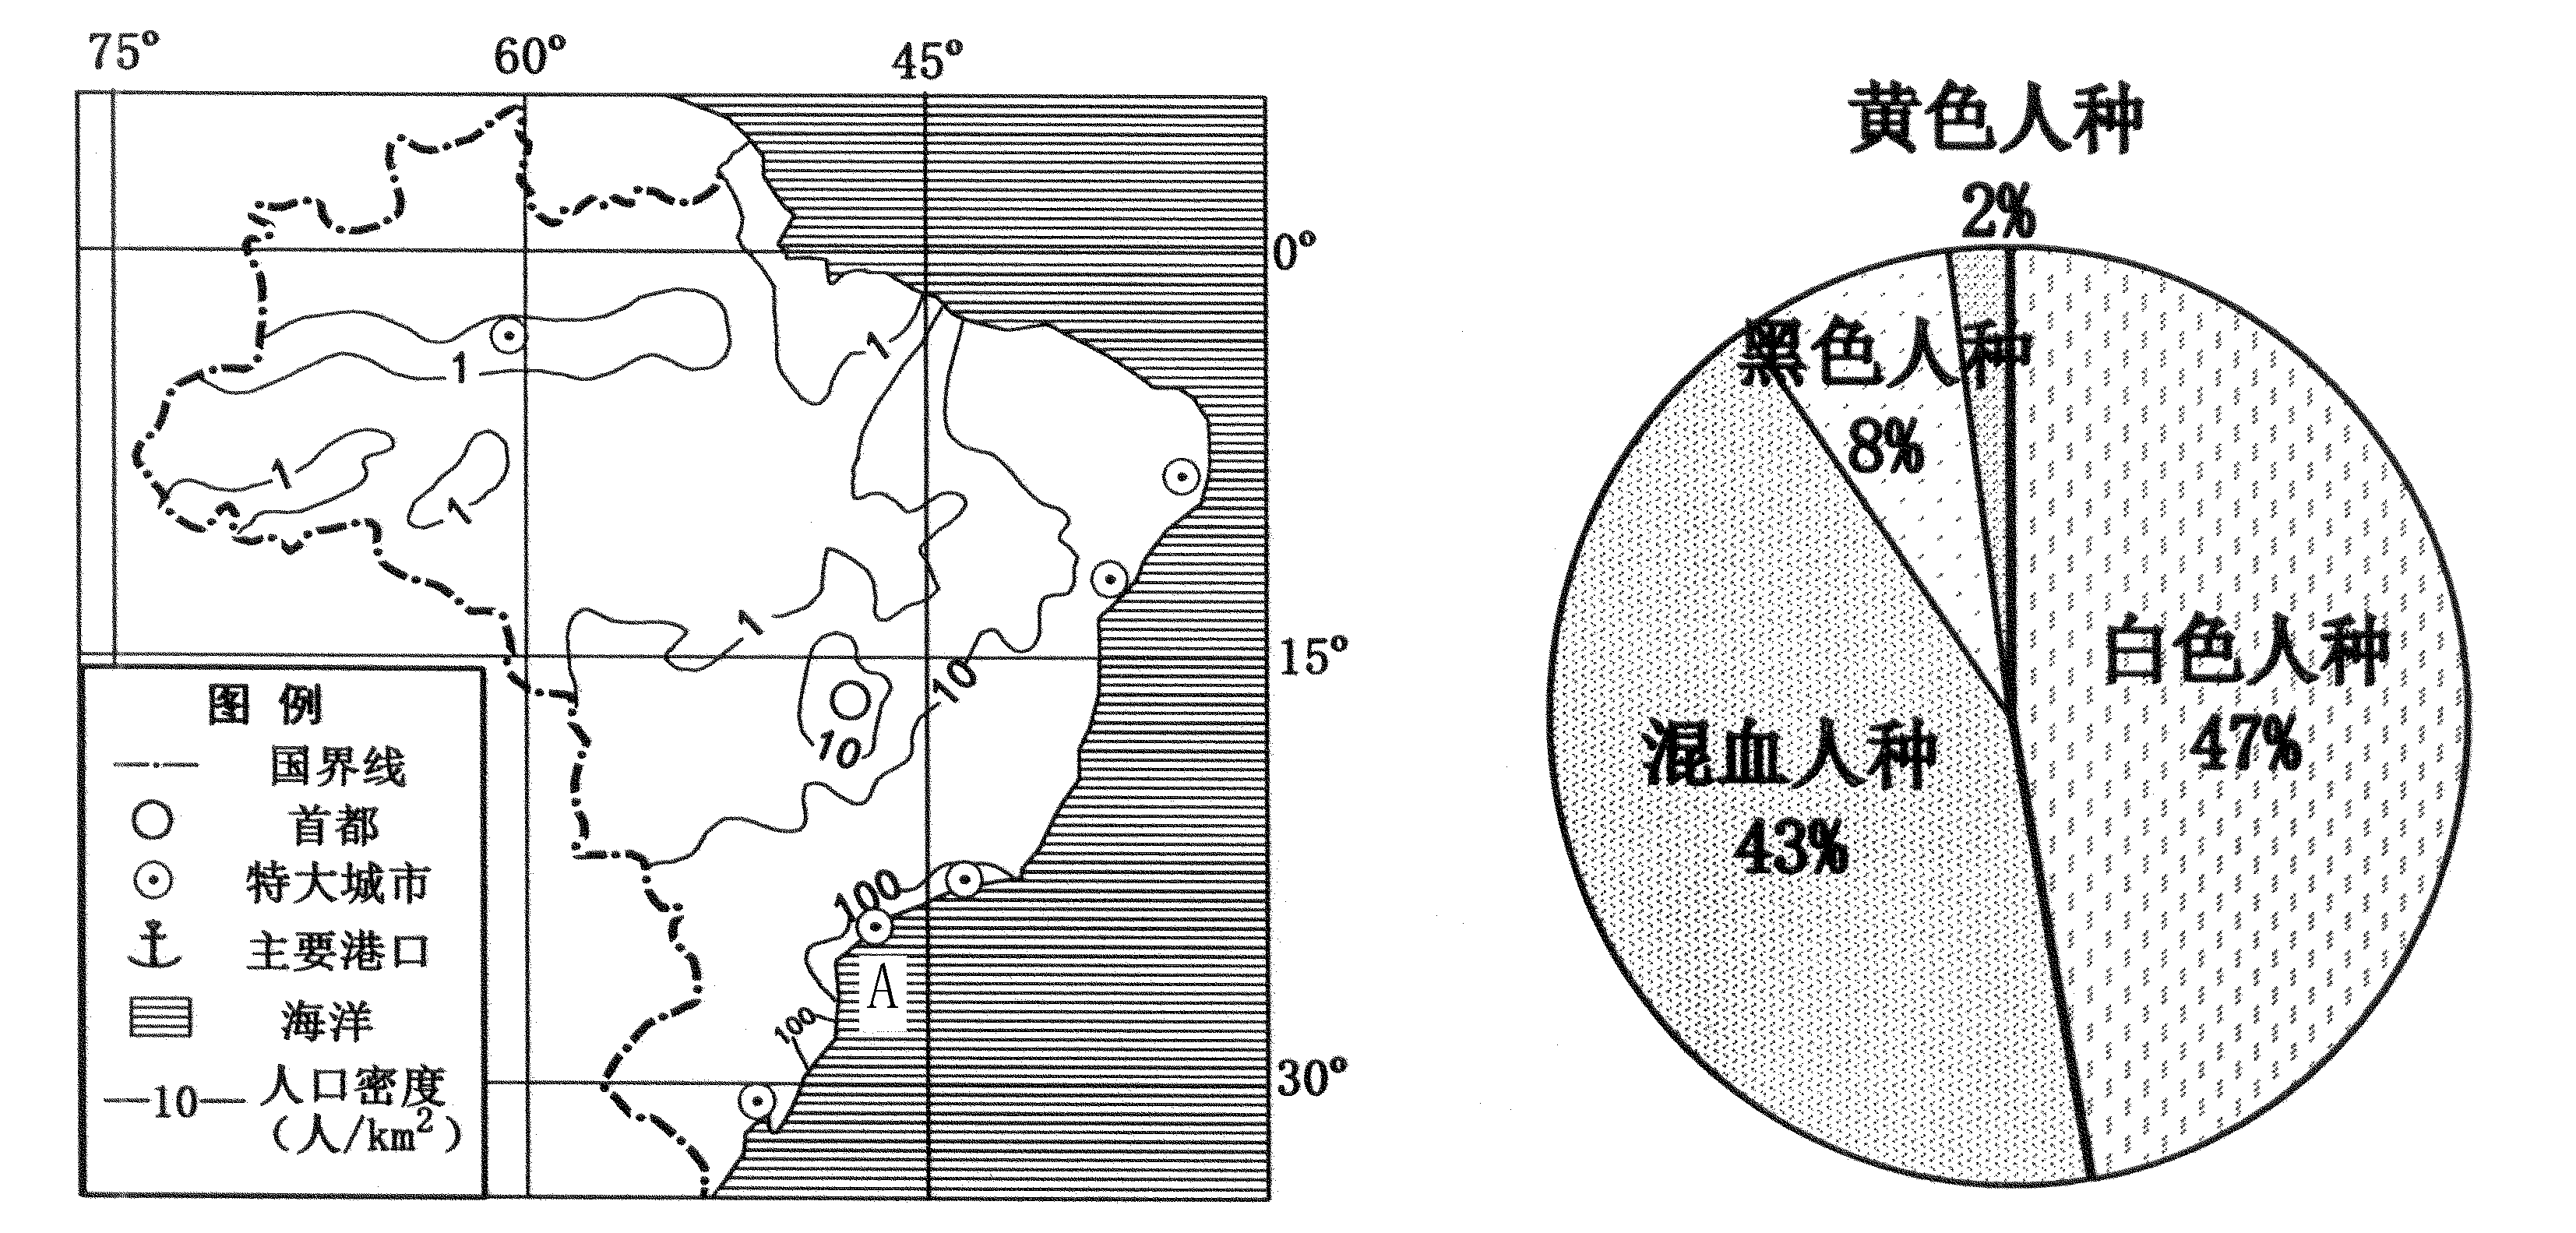 75°
60°
45°
0°
15°
30°
1
1
1
1
1
10
10
100
100
A
图 例
国界线
首都
特大城市
主要港口
海洋
—10— 人口密度
(人/km²)
黄色人种
2%
黑色人种
8%
白色人种
47%
混血人种
43%